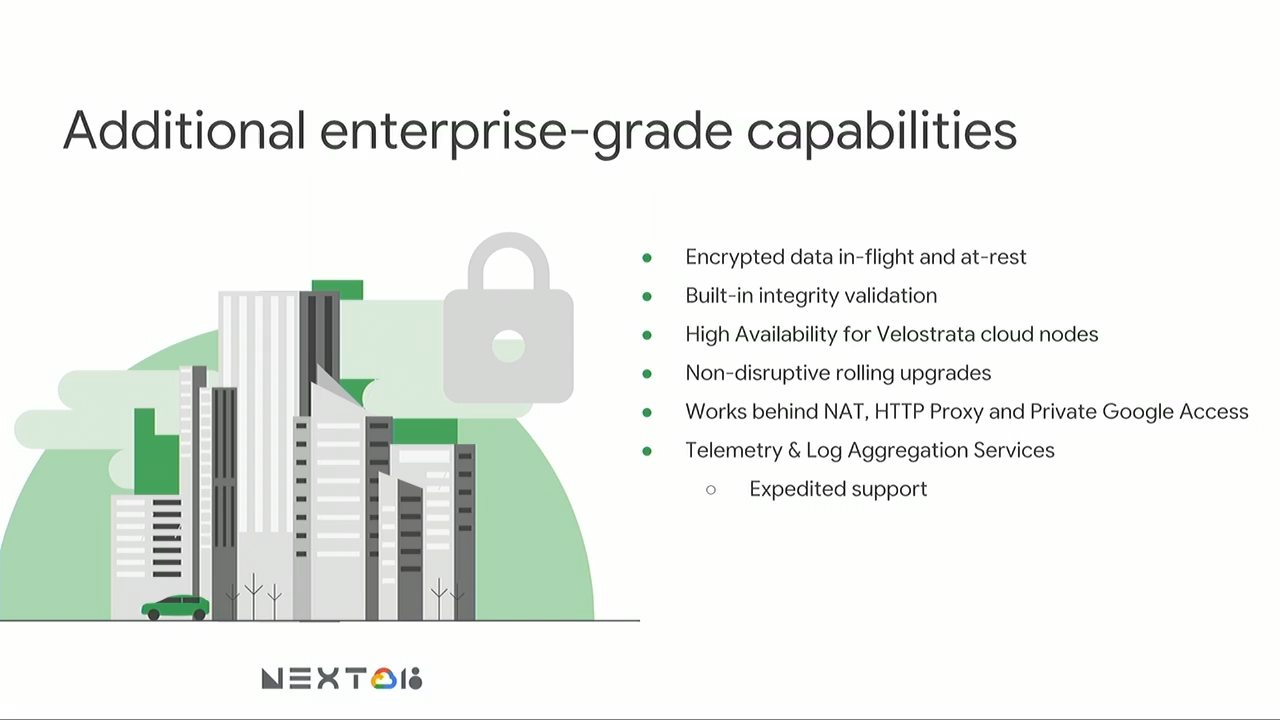 Additional enterprise-grade capabilities
Encrypted data in-flight and at-rest
Built-in integrity validation
High Availability for Velostrata cloud nodes
Non-disruptive rolling upgrades
Works behind NAT, HTTP Proxy and Private Google Access
Telemetry & Log Aggregation Services
Expedited support
NEXT 18